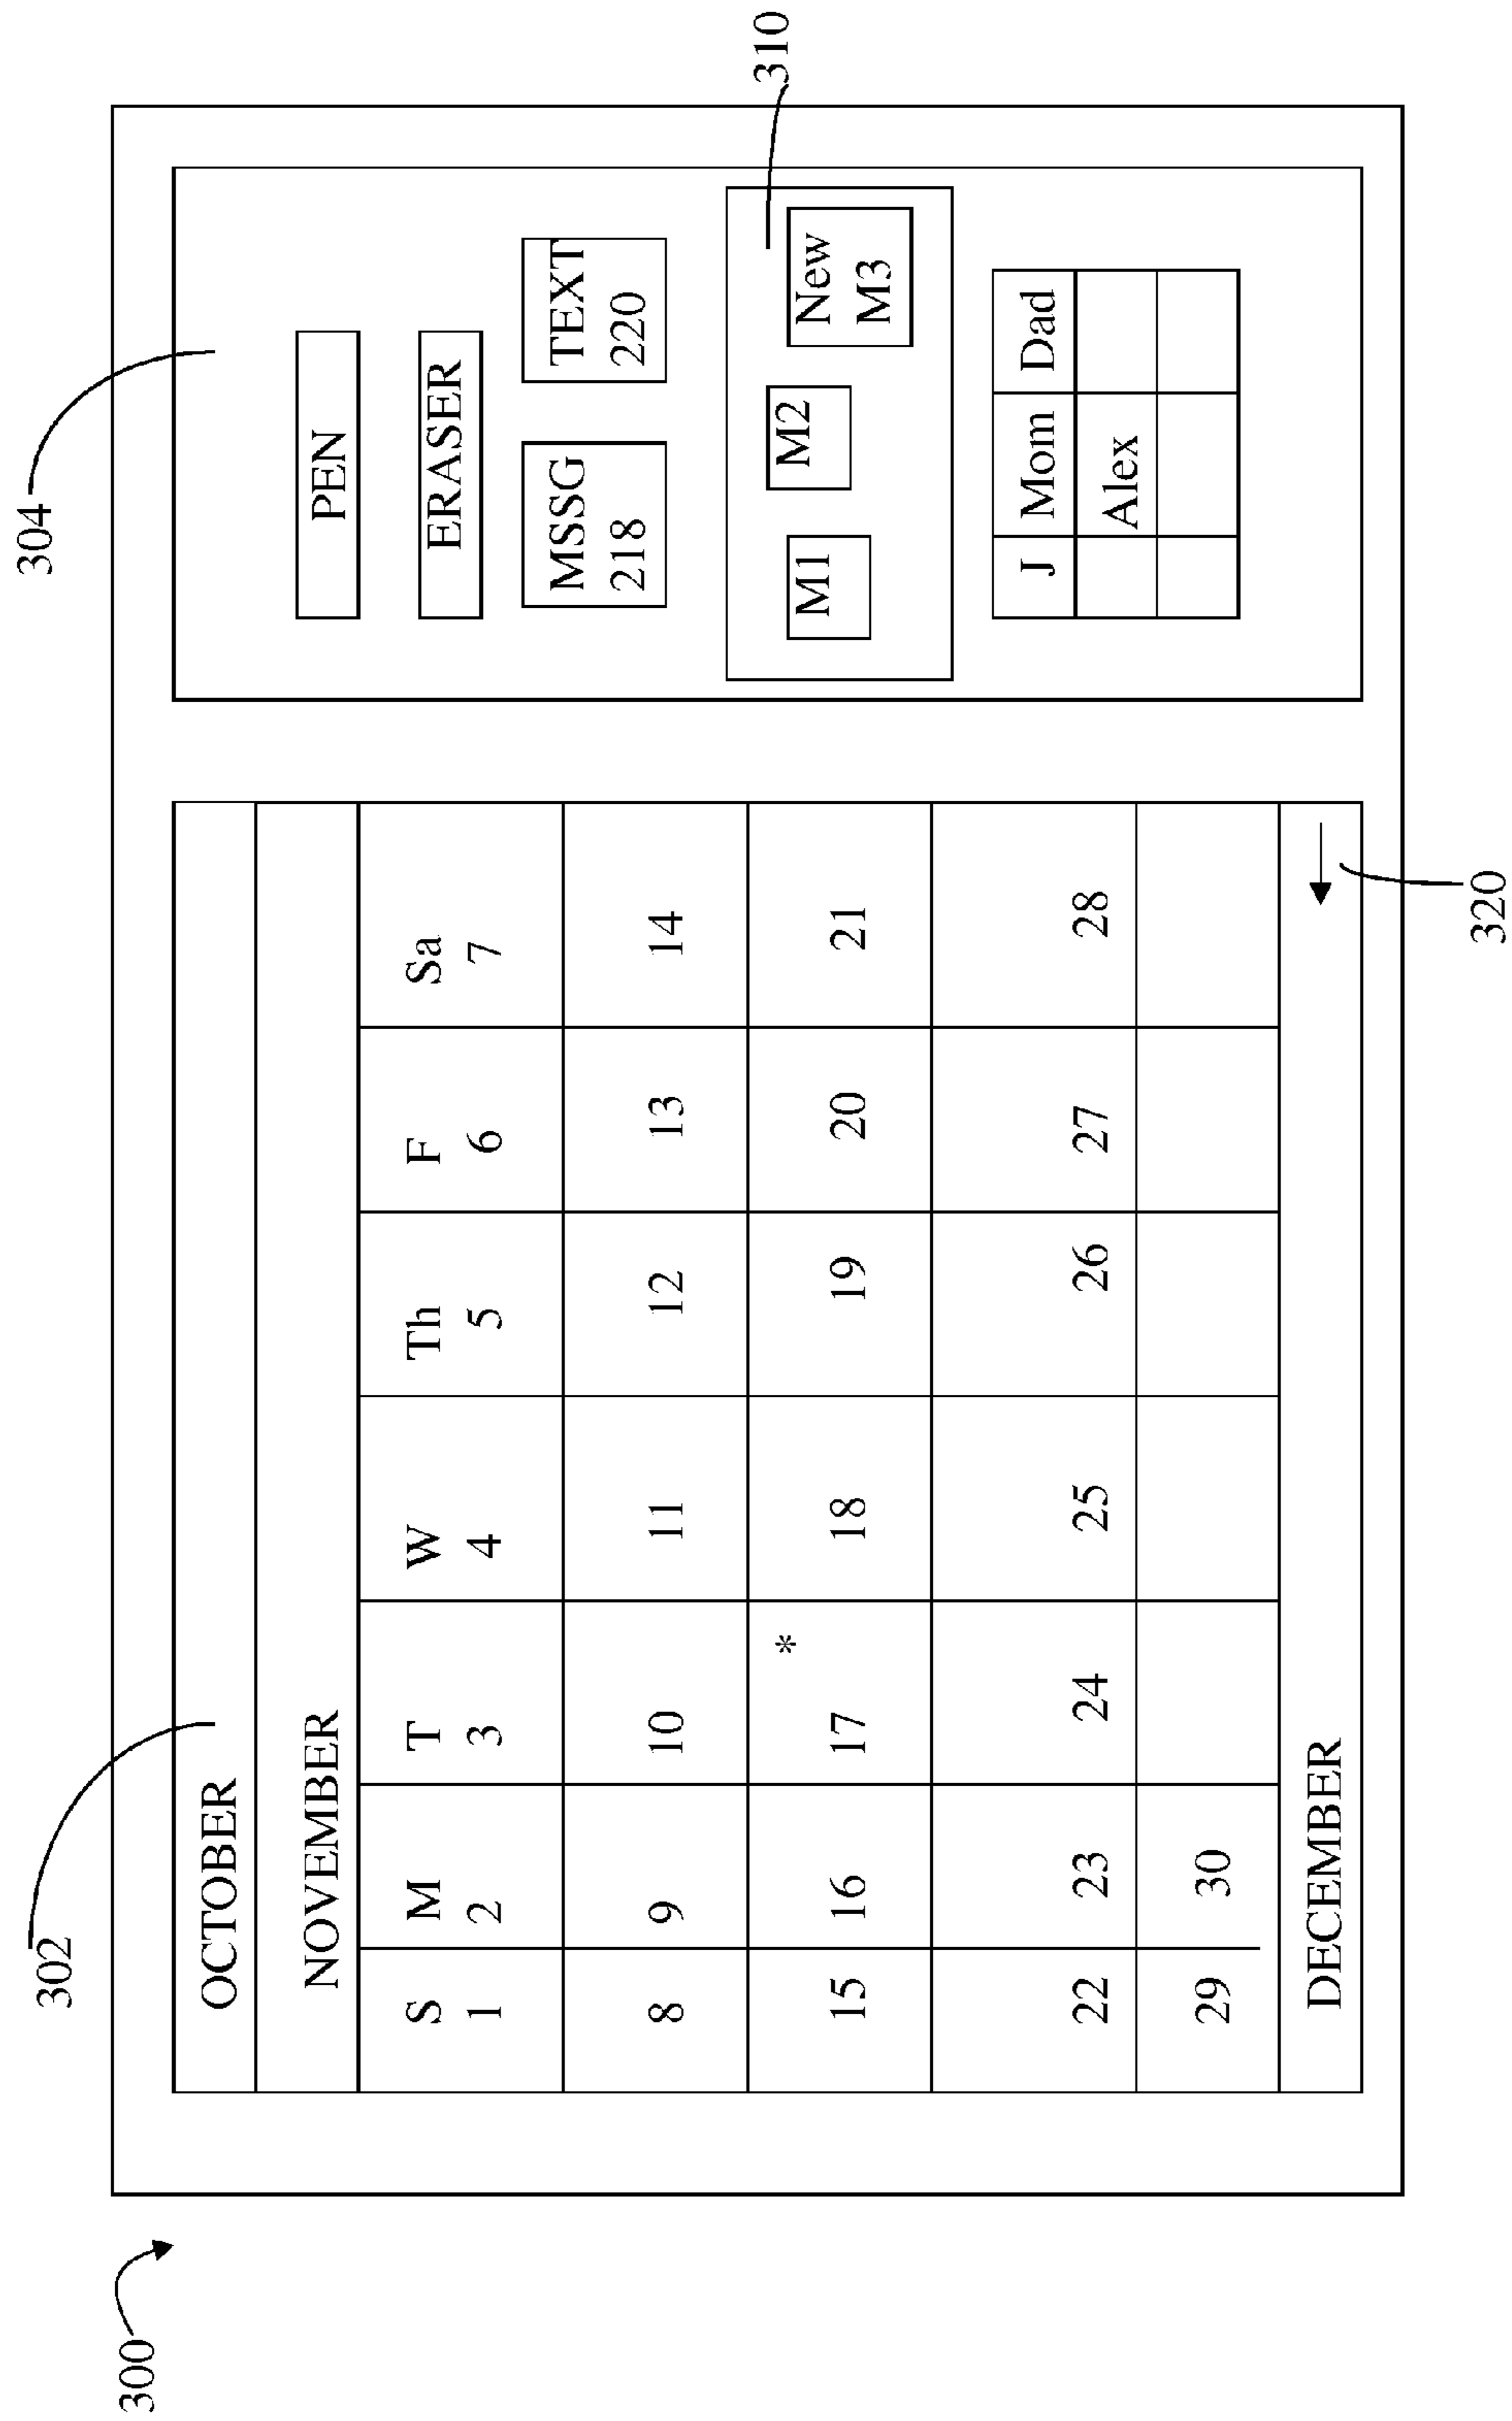 300
302
304
OCTOBER
NOVEMBER
S M T W Th F Sa
1 2 3 4 5 6 7
8 9 10 11 12 13 14
*
15 16 17 18 19 20 21
22 23 24 25 26 27 28
29 30
DECEMBER
320
PEN
ERASER
MSSG TEXT
218 220
310
M1 M2 New
M3
J Mom Dad
Alex